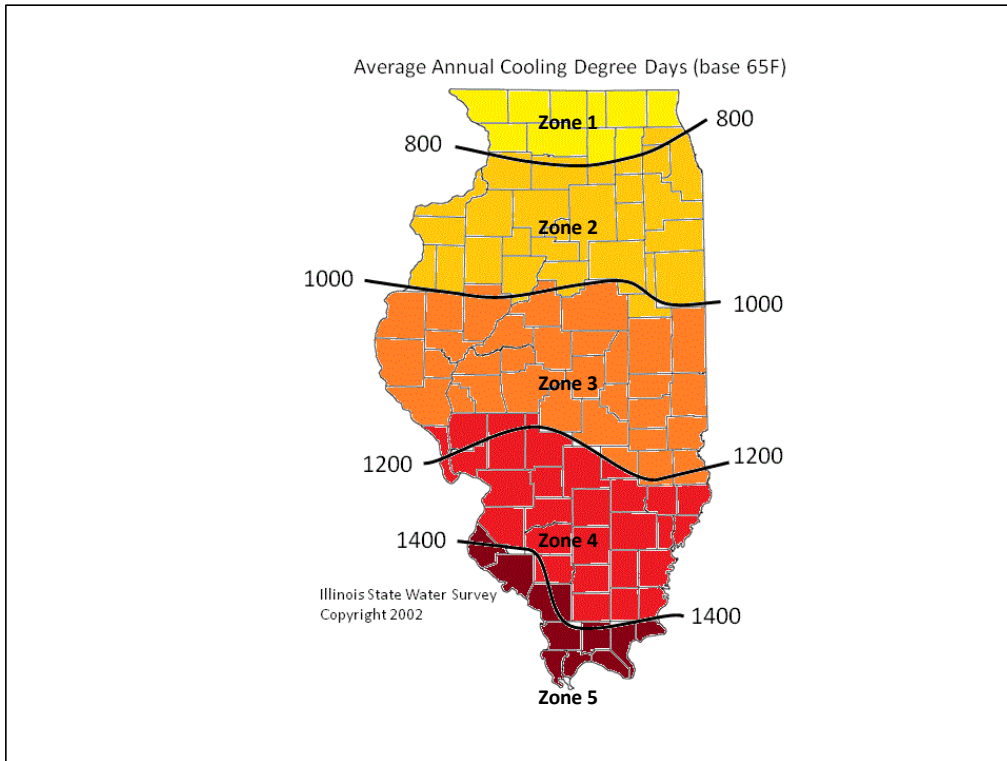 Average Annual Cooling Degree Days (base 65F)
Zone 1
800
800
Zone 2
1000
1000
Zone 3
1200
1200
Zone 4
1400
Illinois State Water Survey
Copyright 2002
1400
Zone 5